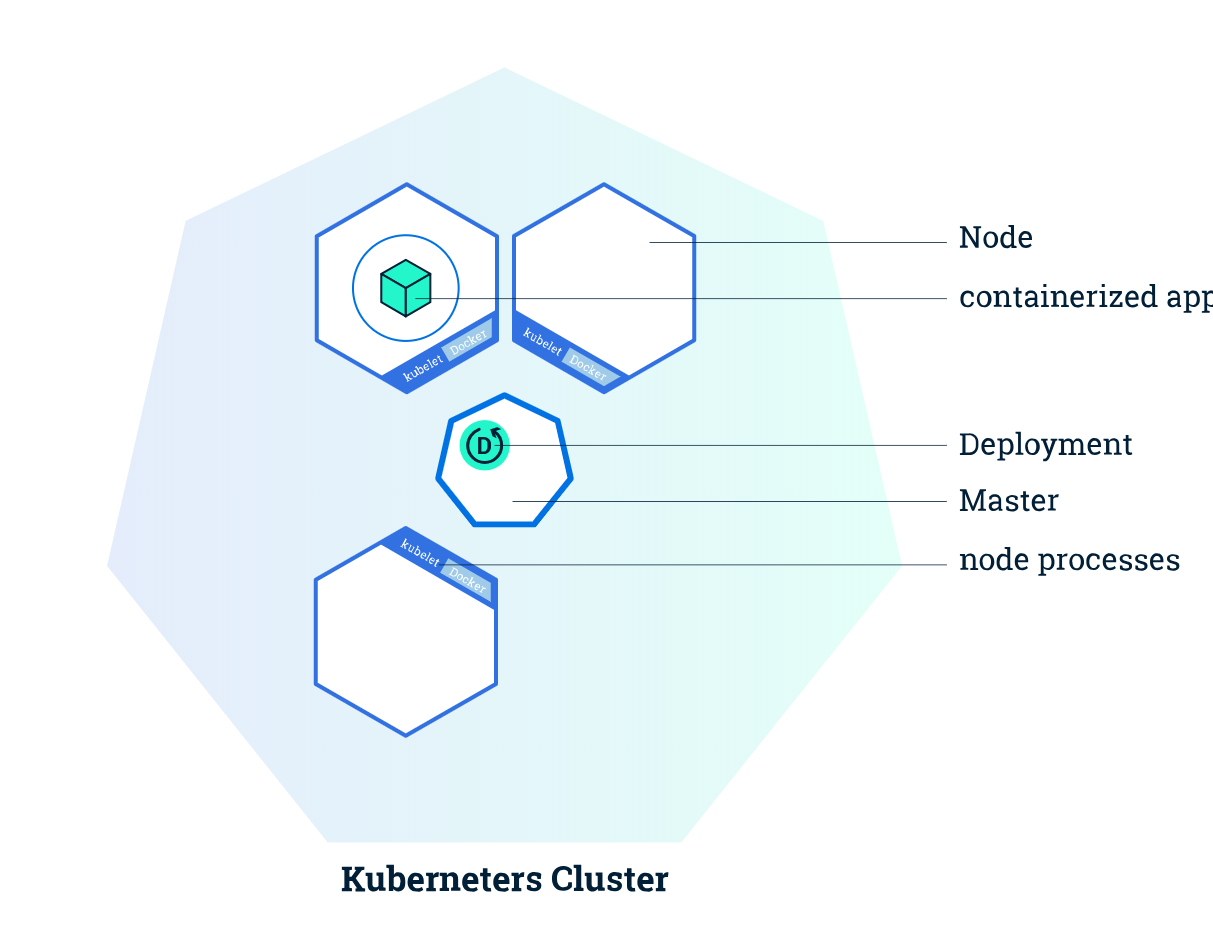 Node
containerized app
kubelet Docker
kubelet Docker
D
Deployment
Master
kubelet Docker
node processes
Kuberneters Cluster